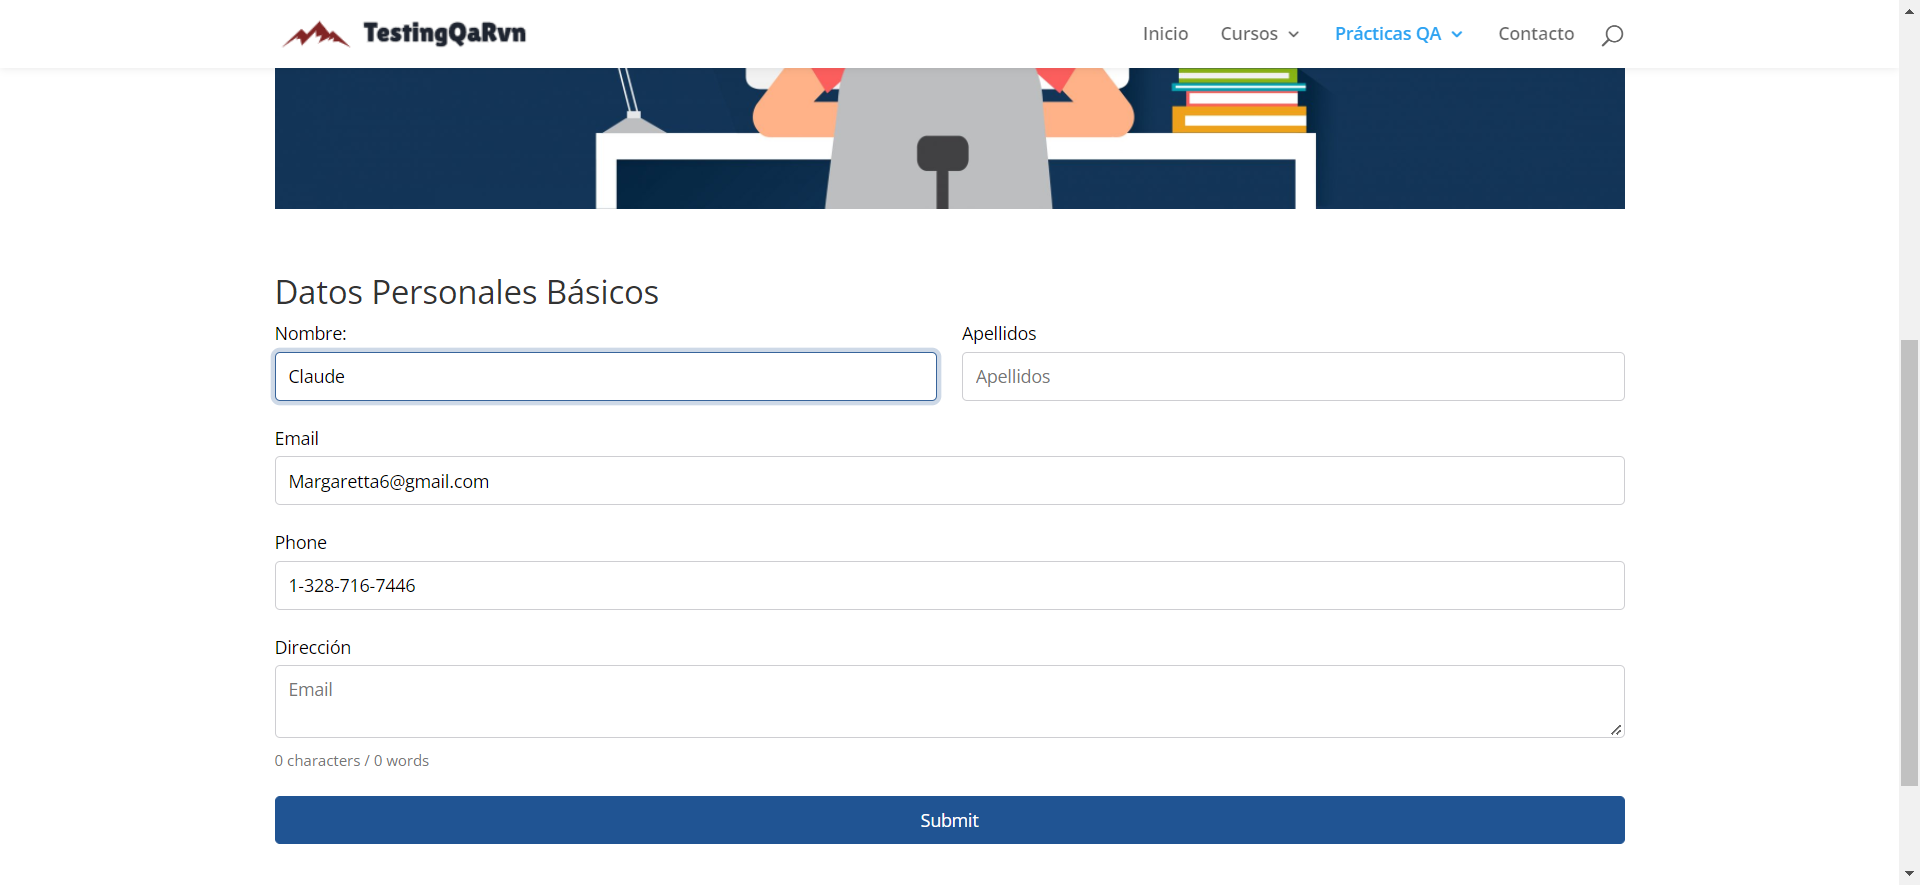 TestingQaRvn
Inicio
Cursos
Prácticas QA
Contacto
Datos Personales Básicos
Nombre:
Claude
Apellidos
Apellidos
Email
Margaretta6@gmail.com
Phone
1-328-716-7446
Dirección
Email
0 characters / 0 words
Submit